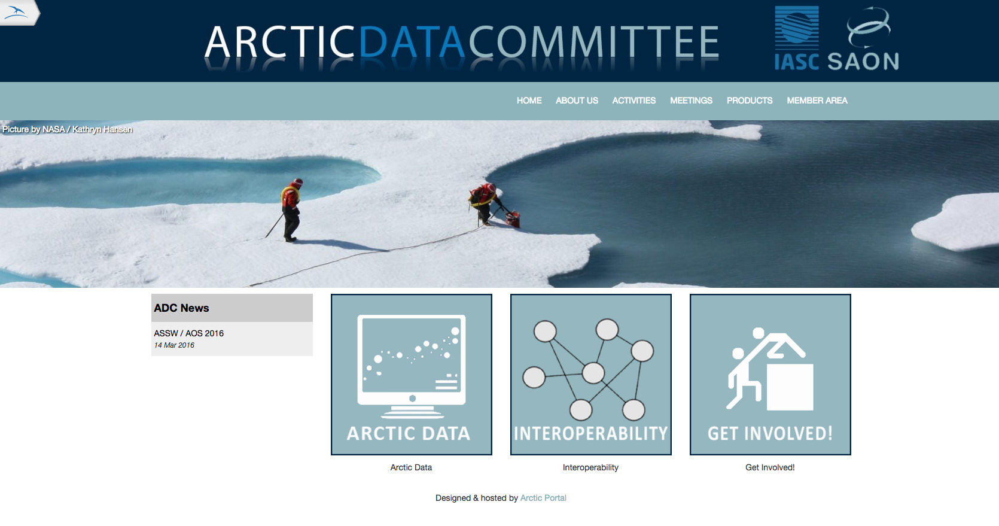 ARCTICDATACOMMITTEE
IASC SAON
HOME ABOUT US ACTIVITIES MEETINGS PRODUCTS MEMBER AREA
Picture by NASA / Kathryn Hansen
ADC News
ASSW / AOS 2016
14 Mar 2016
ARCTIC DATA
Arctic Data
INTEROPERABILITY
Interoperability
GET INVOLVED!
Get Involved!
Designed & hosted by Arctic Portal